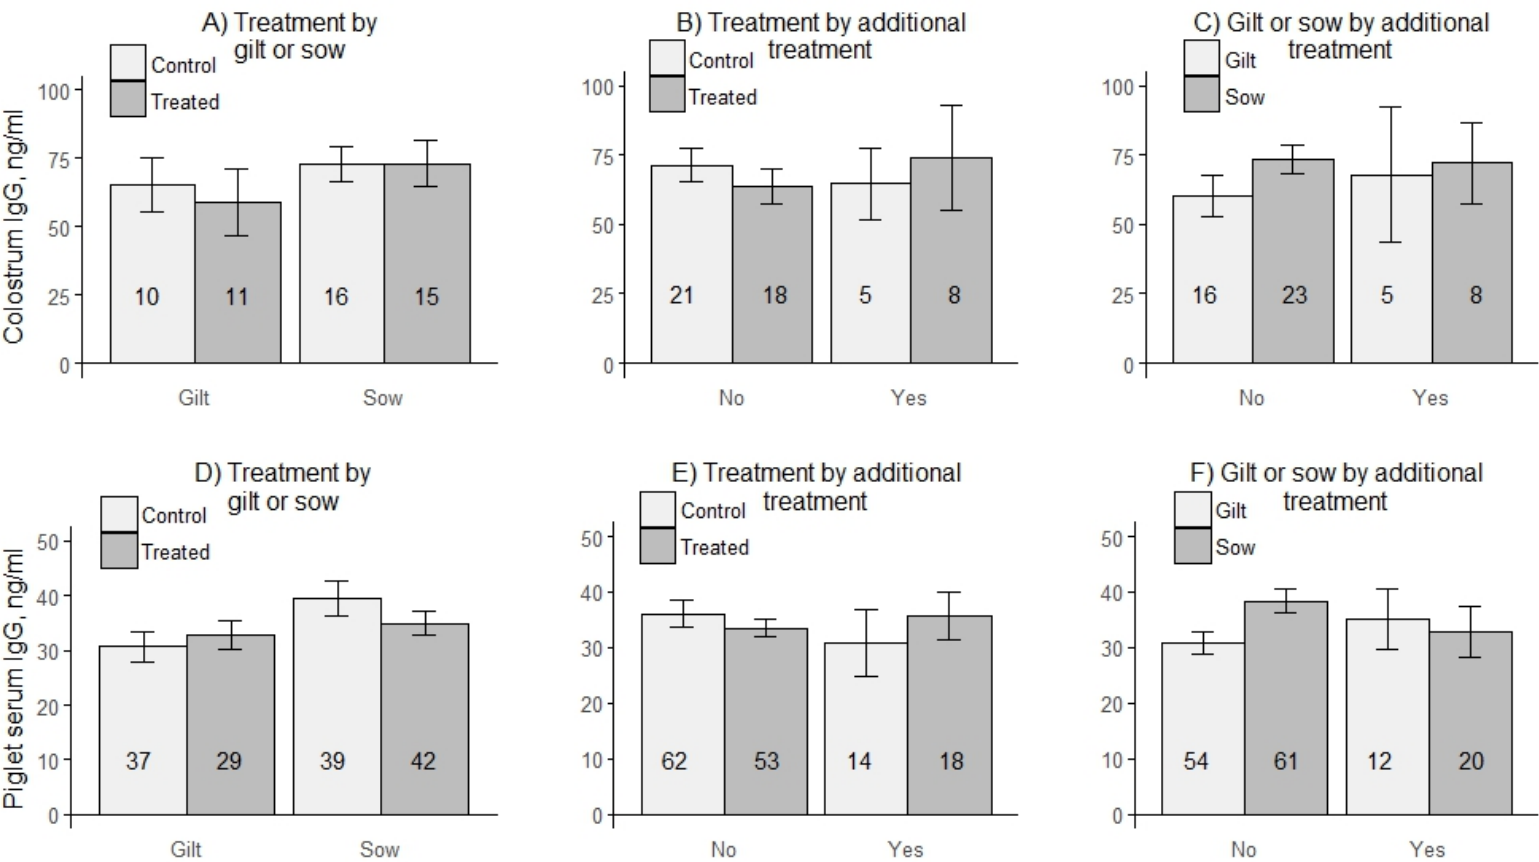 A) Treatment by
gilt or sow
Control
Treated
Colostrum IgG, ng/ml
100
75
50
25
0
10
11
16
15
Gilt
Sow
B) Treatment by additional
treatment
Control
Treated
100
75
50
25
0
21
18
5
8
No
Yes
C) Gilt or sow by additional
treatment
Gilt
Sow
100
75
50
25
0
16
23
5
8
No
Yes
D) Treatment by
gilt or sow
Control
Treated
Piglet serum IgG, ng/ml
50
40
30
20
10
0
37
29
39
42
Gilt
Sow
E) Treatment by additional
treatment
Control
Treated
50
40
30
20
10
0
62
53
14
18
No
Yes
F) Gilt or sow by additional
treatment
Gilt
Sow
50
40
30
20
10
0
54
61
12
20
No
Yes